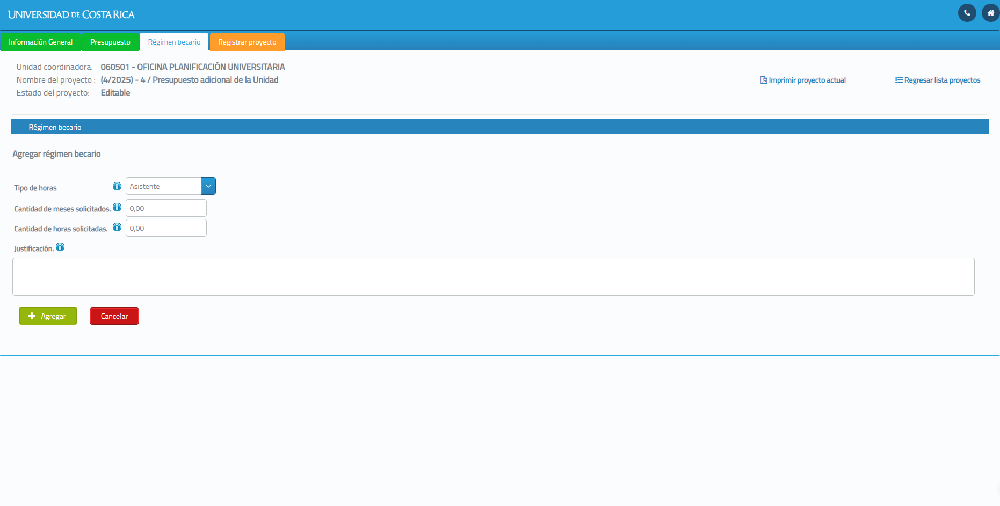 UNIVERSIDAD DE COSTA RICA
Información General
Presupuesto
Régimen becario
Registrar proyecto
Unidad coordinadora: 060501 - OFICINA PLANIFICACIÓN UNIVERSITARIA
Nombre del proyecto : (4/2025) - 4 / Presupuesto adicional de la Unidad
Estado del proyecto: Editable
Imprimir proyecto actual
Regresar lista proyectos
Régimen becario
Agregar régimen becario
Tipo de horas Asistente
Cantidad de meses solicitados. 0,00
Cantidad de horas solicitadas. 0,00
Justificación.
Agregar
Cancelar